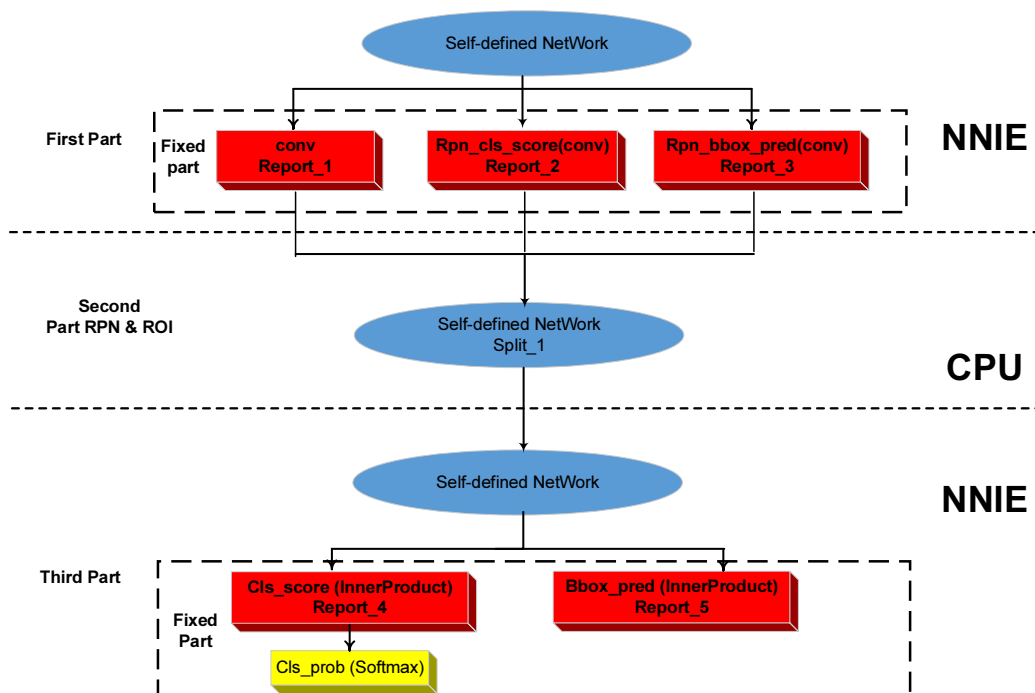 Self-defined NetWork
First Part
Fixed
part
conv
Report_1
Rpn_cls_score(conv)
Report_2
Rpn_bbox_pred(conv)
Report_3
NNIE
Second
Part RPN & ROI
Self-defined NetWork
Split_1
CPU
Self-defined NetWork
NNIE
Third Part
Fixed
Part
Cls_score (InnerProduct)
Report_4
Bbox_pred (InnerProduct)
Report_5
Cls_prob (Softmax)